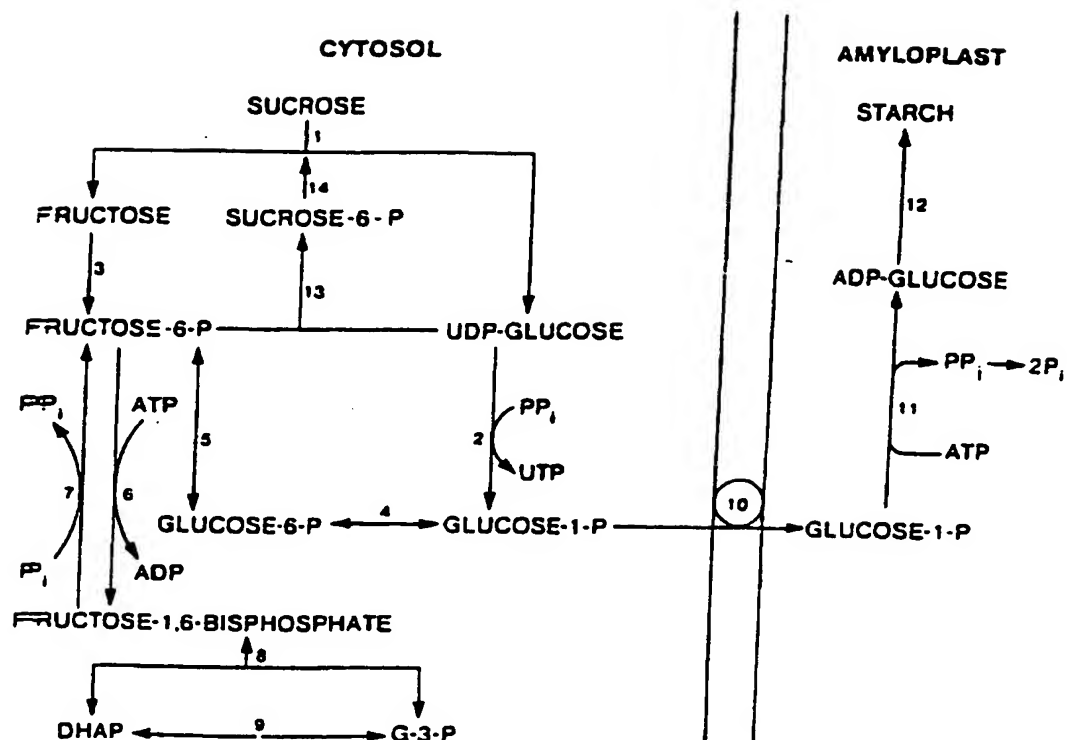 CYTOSOL
AMYLOPLAST
SUCROSE
STARCH
1
14
FRUCTOSE
SUCROSE-6-P
12
3
13
ADP-GLUCOSE
FRUCTOSE-6-P
UDP-GLUCOSE
PPi → 2Pi
PPi
ATP
PPi
11
5
2
ATP
UTP
7
6
10
4
GLUCOSE-6-P
GLUCOSE-1-P
GLUCOSE-1-P
Pi
ADP
FRUCTOSE-1,6-BISPHOSPHATE
8
9
DHAP
G-3-P